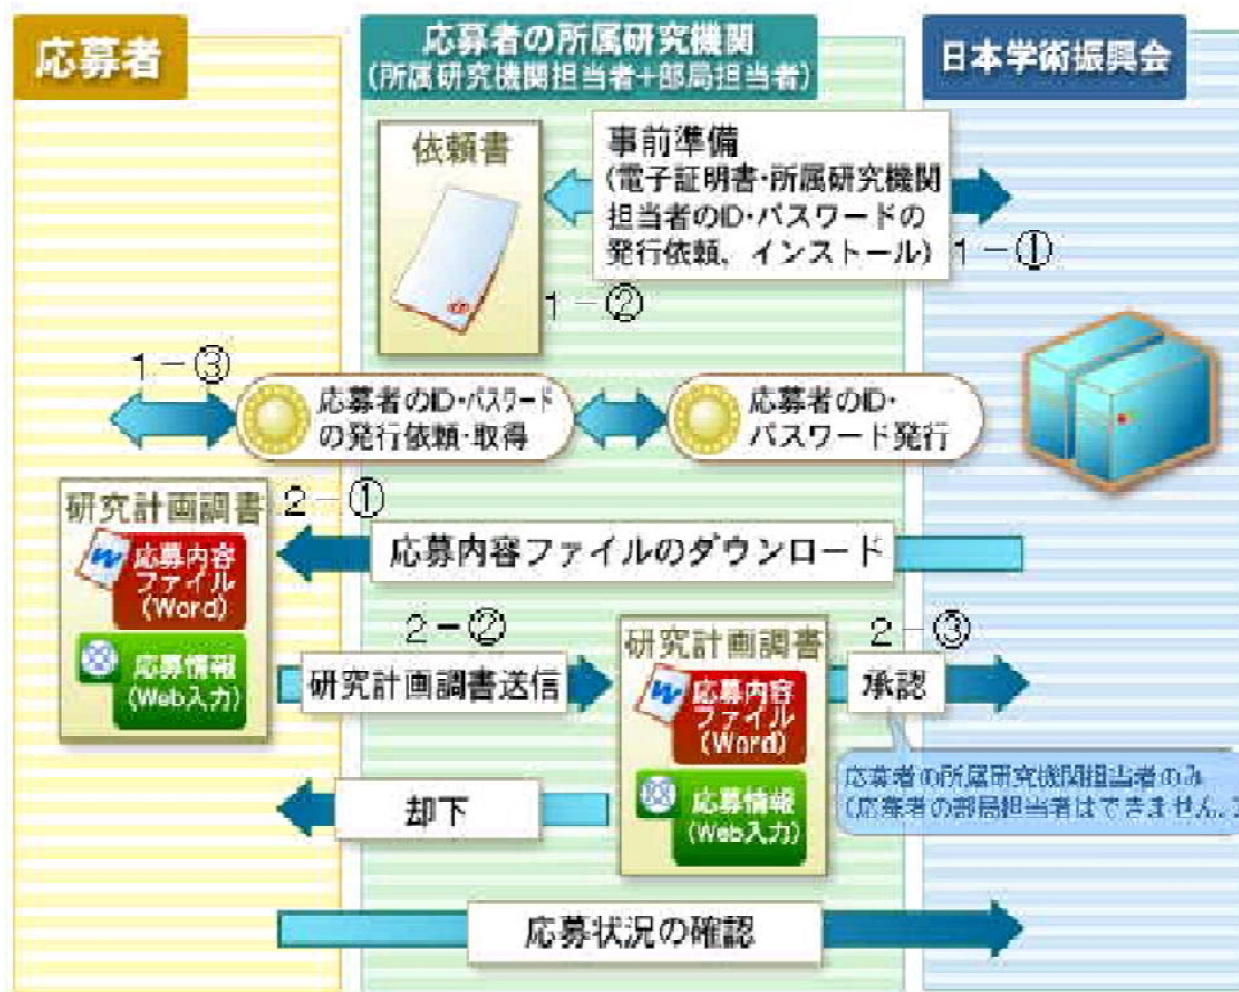 応募者
応募者の所属研究機関
(所属研究機関担当者+部局担当者)
日本学術振興会
依頼書
事前準備
(電子証明書・所属研究機関
担当者のID・パスワードの
発行依頼、インストール)
1－①
1－②
1－③
応募者のID・パスワード
の発行依頼・取得
応募者のID・
パスワード発行
研究計画調書
2－①
応募内容
ファイル
(Word)
応募情報
(Web入力)
応募内容ファイルのダウンロード
2－②
研究計画調書送信
研究計画調書
応募内容
ファイル
(Word)
応募情報
(Web入力)
2－③
承認
応募者の所属研究機関担当者のみ
(応募者の部局担当者はできません。)
却下
応募状況の確認